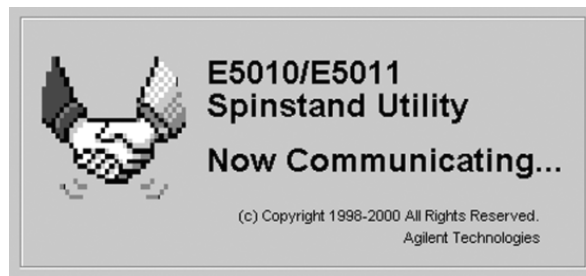 E5010/E5011
Spinstand Utility
Now Communicating...
(c) Copyright 1998-2000 All Rights Reserved.
Agilent Technologies